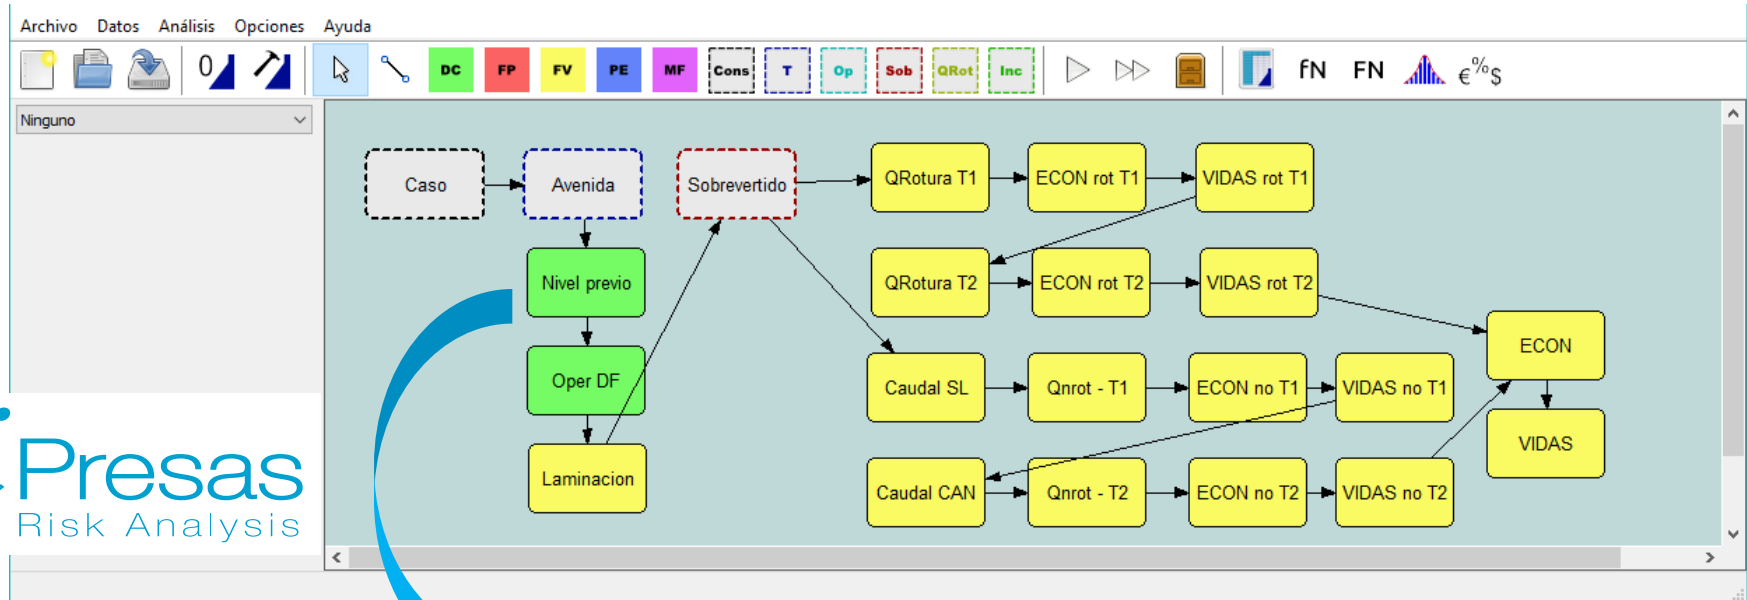 Archivo Datos Análisis Opciones Ayuda
0 DC FP FV PE MF Cons T Op Sob QRot Inc fN FN €%$
Ninguno
Caso Avenida Sobrevertido QRotura T1 ECON rot T1 VIDAS rot T1
Nivel previo QRotura T2 ECON rot T2 VIDAS rot T2
ECON
Oper DF Caudal SL Qnrot - T1 ECON no T1 VIDAS no T1
VIDAS
Laminacion Caudal CAN Qnrot - T2 ECON no T2 VIDAS no T2
iPresas
Risk Analysis